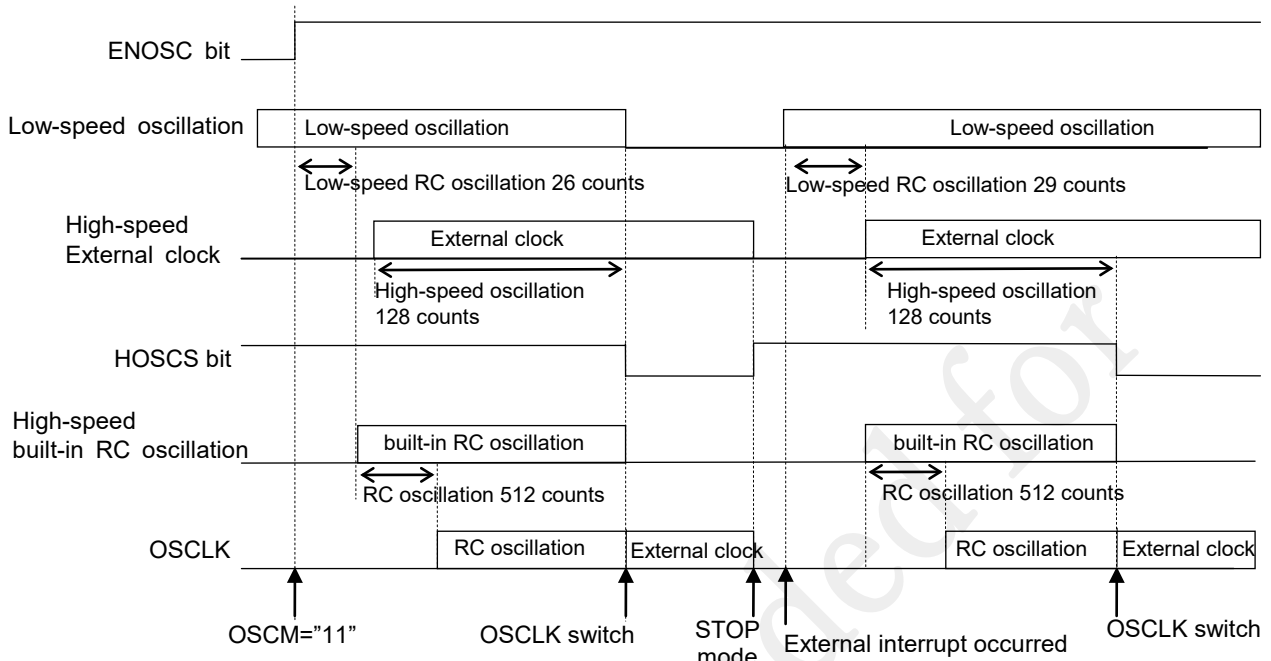 ENOSC bit
Low-speed oscillation
Low-speed oscillation
Low-speed oscillation
Low-speed RC oscillation 26 counts
Low-speed RC oscillation 29 counts
High-speed
External clock
External clock
External clock
High-speed oscillation
128 counts
High-speed oscillation
128 counts
HOSCS bit
High-speed
built-in RC oscillation
built-in RC oscillation
built-in RC oscillation
RC oscillation 512 counts
RC oscillation 512 counts
OSCLK
RC oscillation
External clock
RC oscillation
External clock
OSCM=”11”
OSCLK switch
STOP
mode
External interrupt occurred
OSCLK switch
ded for